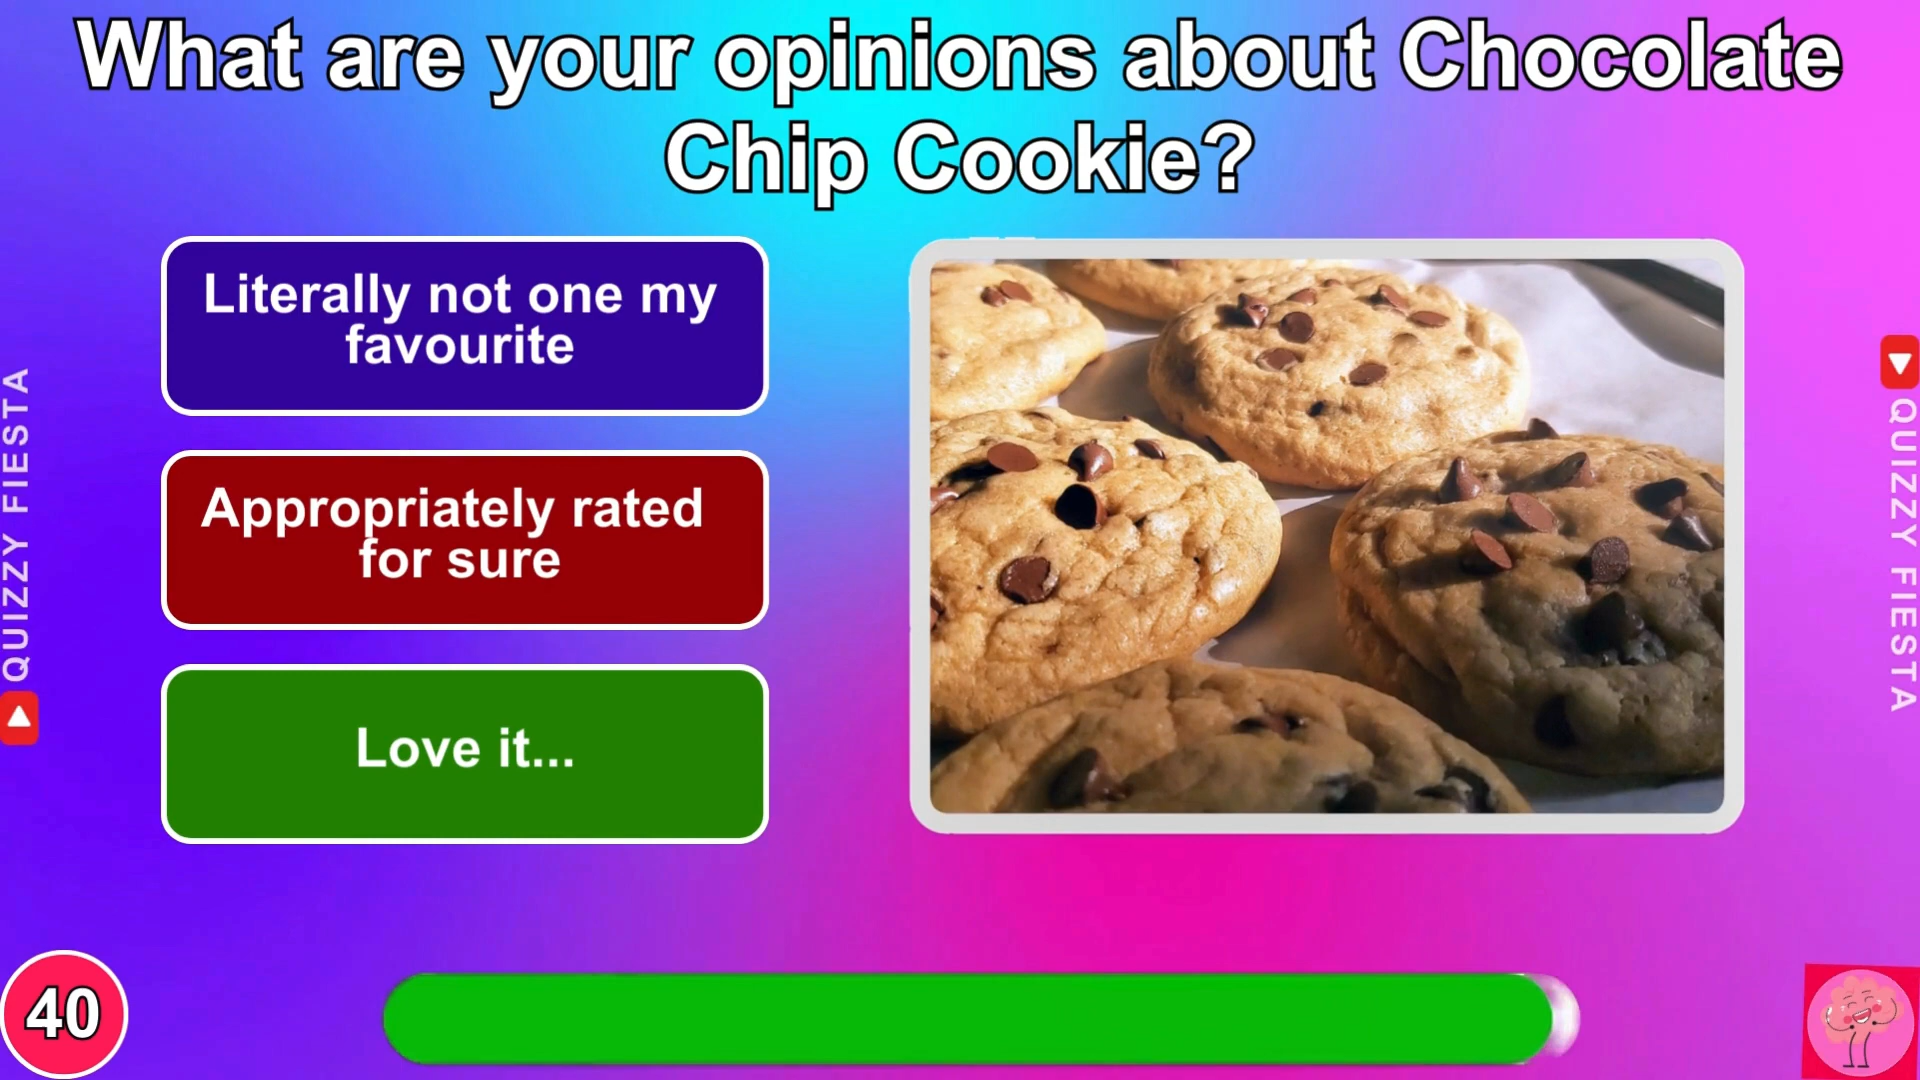 What are your opinions about Chocolate
Chip Cookie?
Literally not one my
favourite
Appropriately rated
for sure
Love it...
QUIZZY FIESTA
QUIZZY FIESTA
40